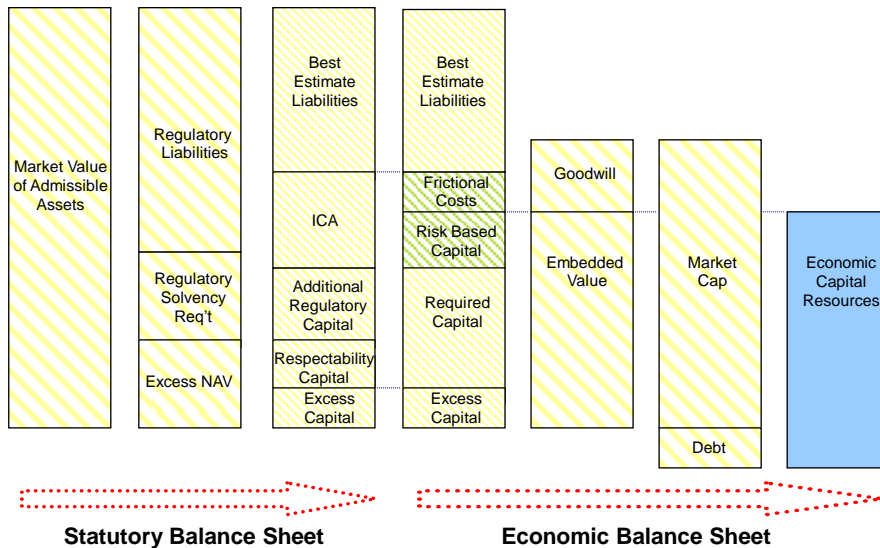 Market Value
of Admissible
Assets
Regulatory
Liabilities
Regulatory
Solvency
Req't
Excess NAV
Best
Estimate
Liabilities
ICA
Additional
Regulatory
Capital
Respectability
Capital
Excess
Capital
Best
Estimate
Liabilities
Frictional
Costs
Risk Based
Capital
Required
Capital
Excess
Capital
Goodwill
Embedded
Value
Market
Cap
Debt
Economic
Capital
Resources
Statutory Balance Sheet
Economic Balance Sheet